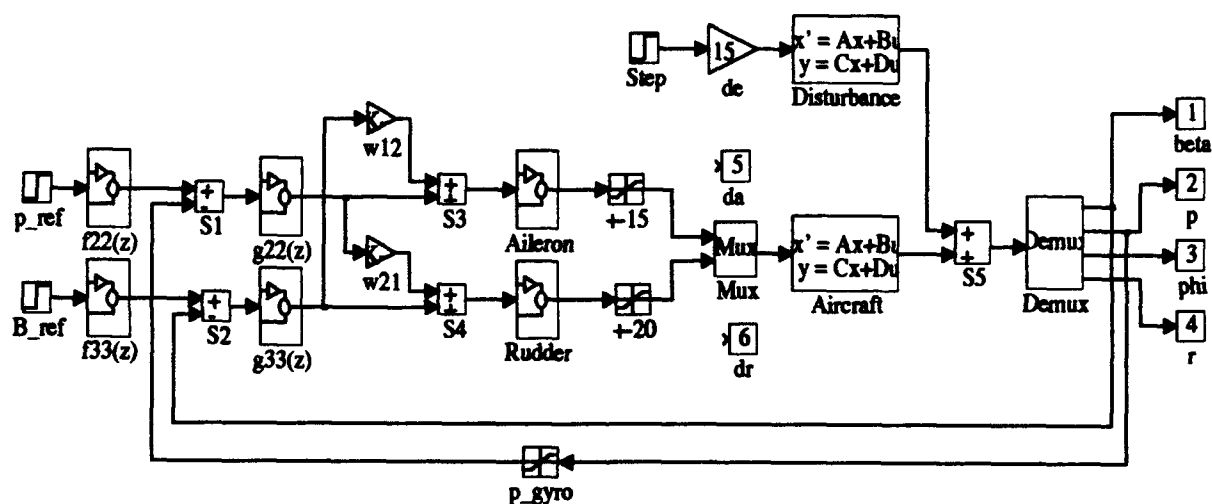 Step
15
de
x' = Ax+Bu
y = Cx+Du
Disturbance
1
beta
w12
5
da
2
p
p_ref
f22(z)
+
-
S1
g22(z)
+
+
S3
Aileron
+-15
Mux
Mux
x' = Ax+Bu
y = Cx+Du
Aircraft
+
+
S5
Demux
Demux
3
phi
w21
B_ref
f33(z)
+
-
S2
g33(z)
+
+
S4
Rudder
+-20
6
dr
4
r
p_gyro